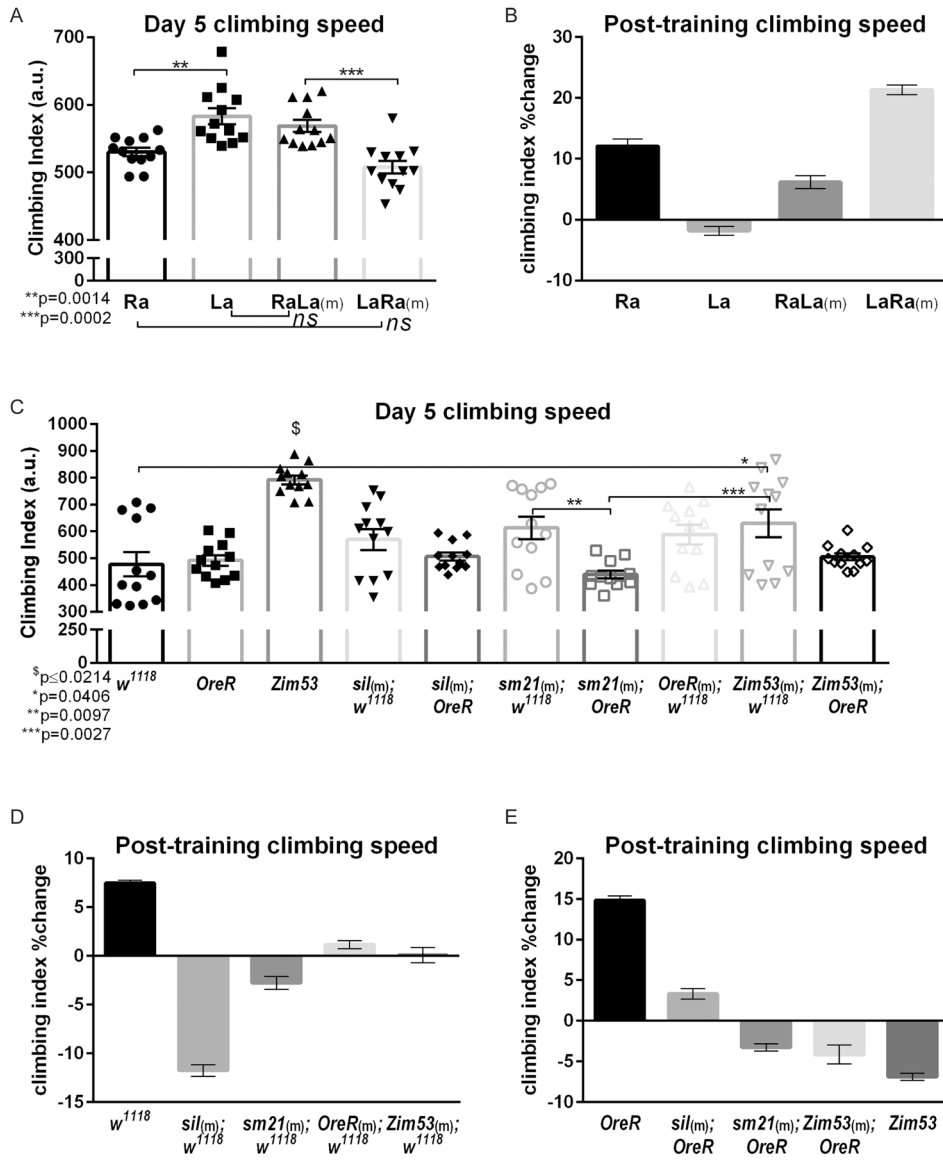 A
Day 5 climbing speed
Climbing Index (a.u.)
700
600
500
400
300
0
**
***
Ra La RaLa(m) LaRa(m)
**p=0.0014
***p=0.0002
ns
ns
B
Post-training climbing speed
climbing index %change
30
20
10
0
-10
Ra La RaLa(m) LaRa(m)
C
Day 5 climbing speed
Climbing Index (a.u.)
1000
900
800
700
600
500
400
300
250
0
$
*
**
***
w1118 OreR Zim53 sil(m); sil(m); sm21(m); sm21(m); OreR(m); Zim53(m); Zim53(m);
w1118 OreR w1118 OreR w1118 w1118 OreR
$p≤0.0214
*p=0.0406
**p=0.0097
***p=0.0027
D
Post-training climbing speed
climbing index %change
10
5
0
-5
-10
-15
w1118 sil(m); sm21(m); OreR(m); Zim53(m);
w1118 w1118 w1118 w1118
E
Post-training climbing speed
climbing index %change
20
15
10
5
0
-5
-10
OreR sil(m); sm21(m); Zim53(m); Zim53
OreR OreR OreR